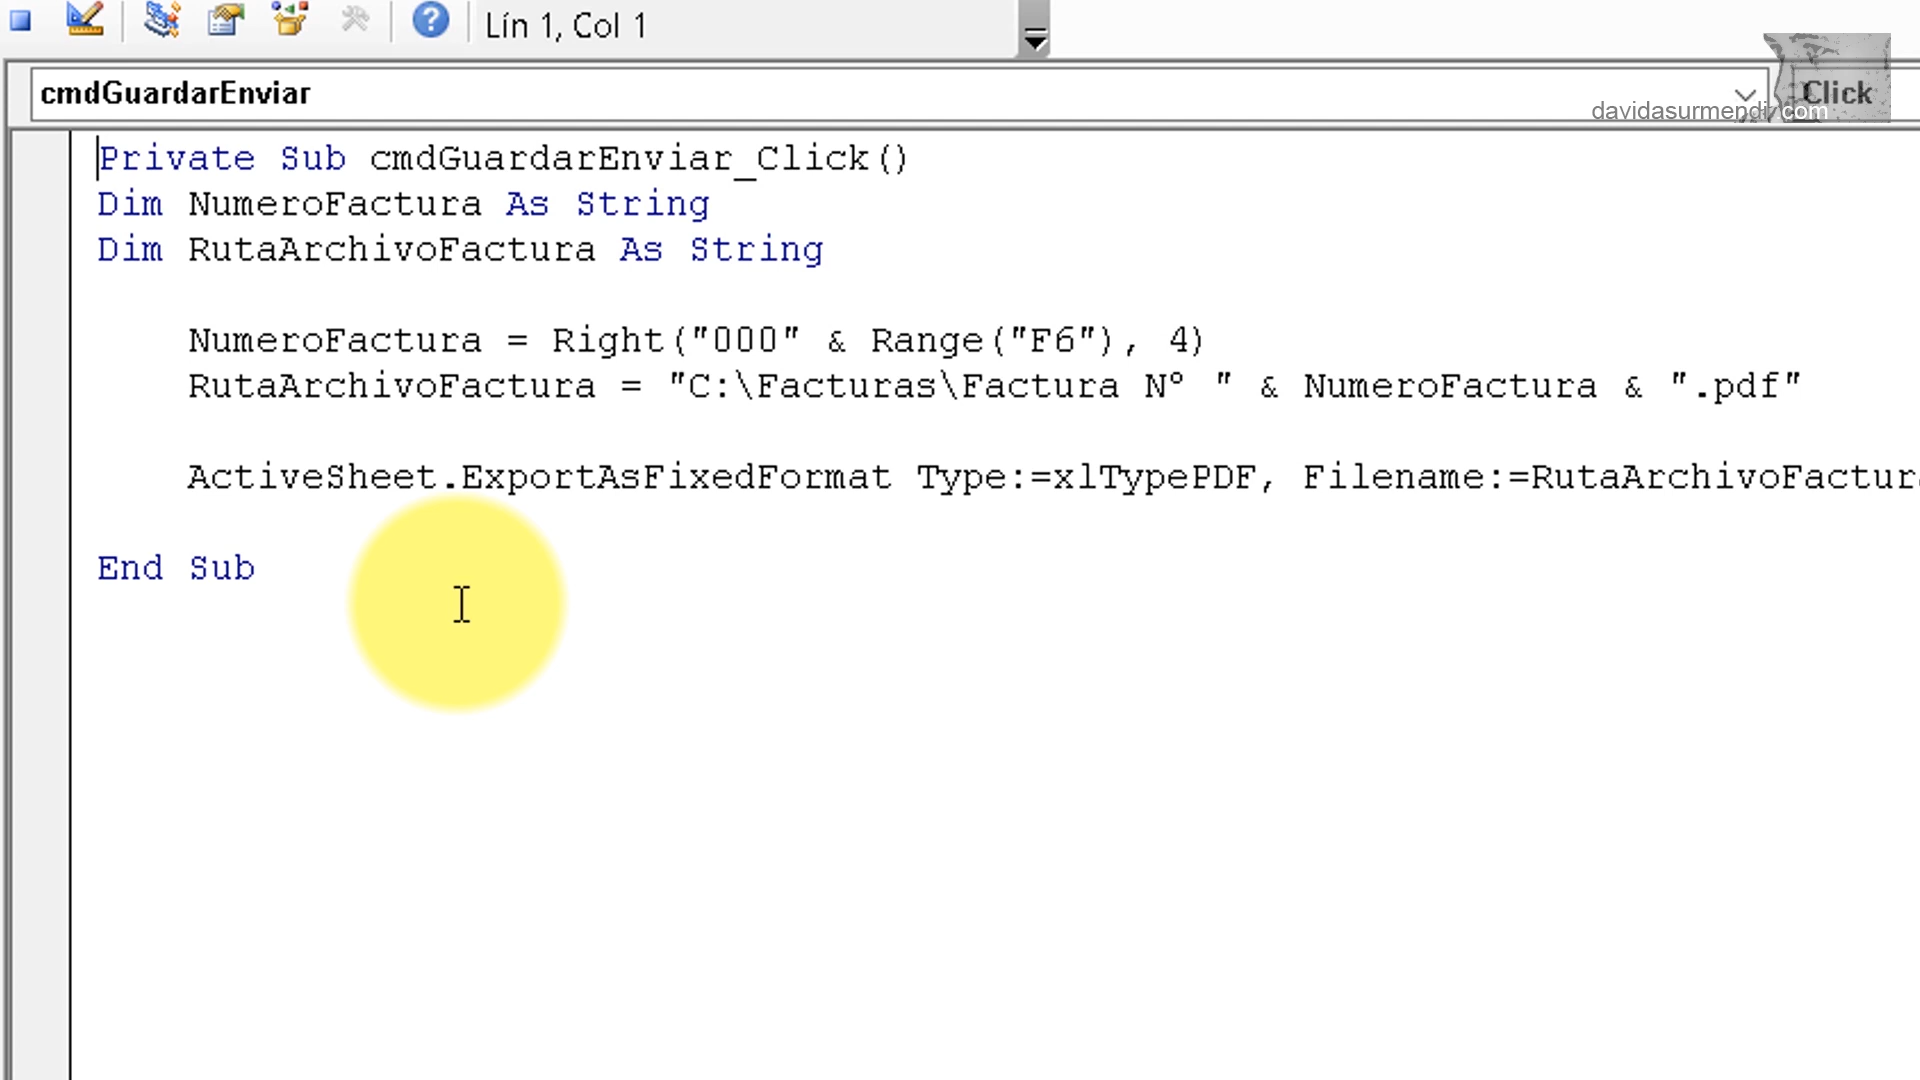 Lín 1, Col 1
cmdGuardarEnviar
Click
davidasurmendi.com
Private Sub cmdGuardarEnviar_Click()
Dim NumeroFactura As String
Dim RutaArchivoFactura As String
NumeroFactura = Right("000" & Range("F6"), 4)
RutaArchivoFactura = "C:\Facturas\Factura Nº " & NumeroFactura & ".pdf"
ActiveSheet.ExportAsFixedFormat Type:=xlTypePDF, Filename:=RutaArchivoFactur
End Sub